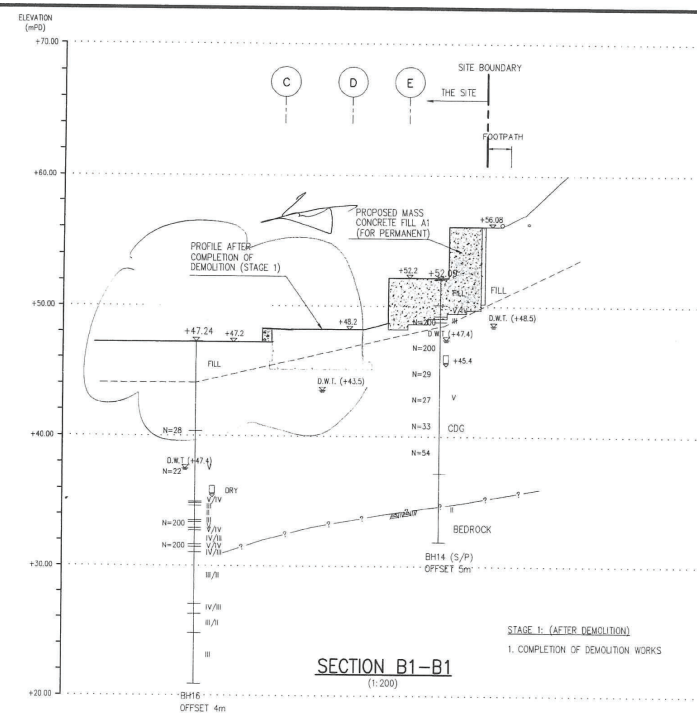 ELEVATION
(mPD)
+70.00
C
D
E
SITE BOUNDARY
THE SITE
FOOTPATH
+60.00
PROPOSED MASS
CONCRETE FILL A1
(FOR PERMANENT)
+56.08
PROFILE AFTER
COMPLETION OF
DEMOLITION (STAGE 1)
+52.2
+52.09
FILL
FILL
+50.00
+48.2
+47.24
+47.2
N=200
III
D.W.T. (+48.5)
D.W.T (+47.4)
N=200
+45.4
FILL
N=29
D.W.T. (+43.5)
N=27
V
+40.00
N=28
N=33
CDG
N=54
D.W.T (+47.4)
N=22
DRY
V/IV
III
II
III
N=200
II
V/IV
IV/III
N=200
V/IV
IV/III
II
BEDROCK
? ? ? ? ? ? ?
+30.00
BH14 (S/P)
OFFSET 5m
III/II
IV/III
III/II
III
STAGE 1: (AFTER DEMOLITION)
1. COMPLETION OF DEMOLITION WORKS
SECTION B1-B1
(1:200)
+20.00
BH16
OFFSET 4m